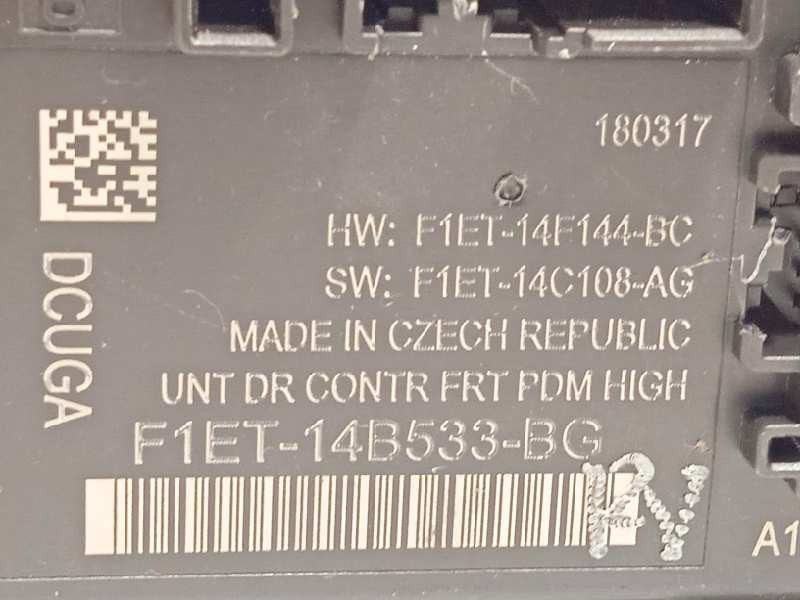 180317
HW: F1ET-14F144-BC
SW: F1ET-14C108-AG
MADE IN CZECH REPUBLIC
UNT DR CONTR FRT PDM HIGH
F1ET-14B533-BG
DCUGA
A1